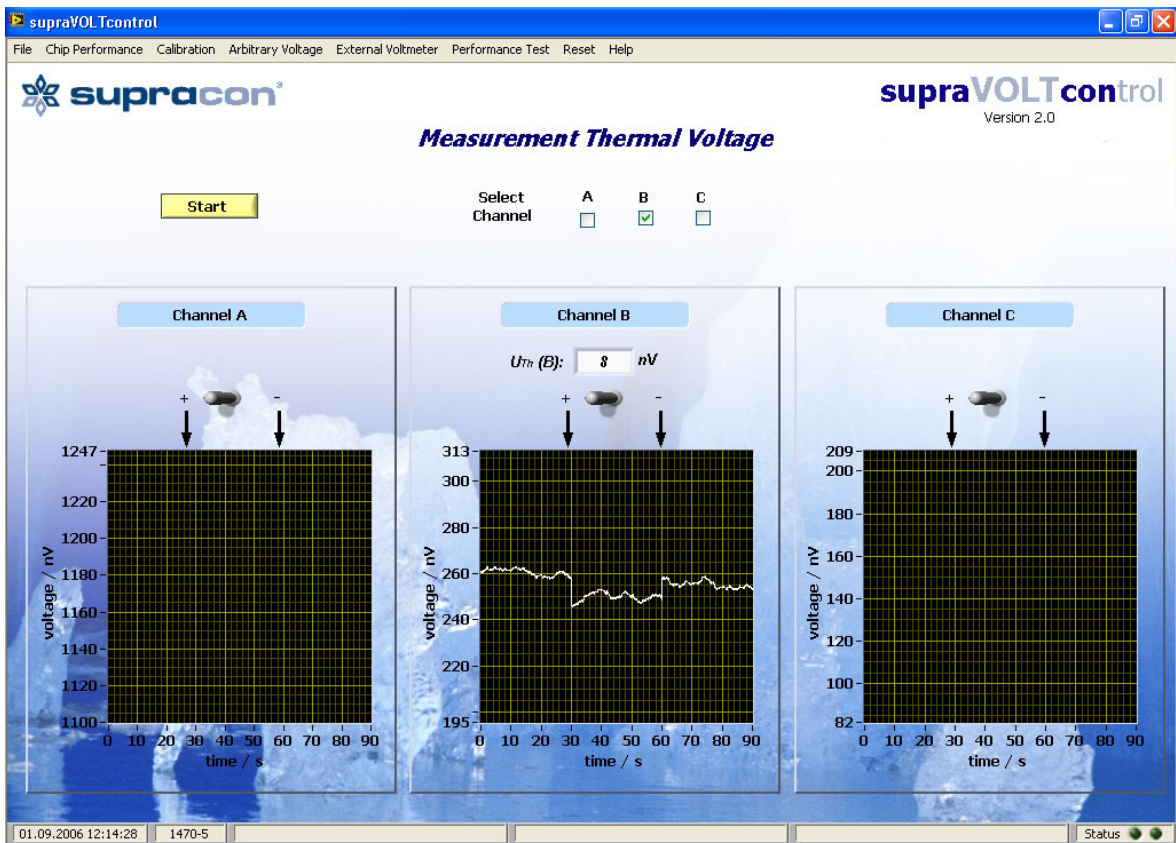 supraVOLTcontrol
File Chip Performance Calibration Arbitrary Voltage External Voltmeter Performance Test Reset Help
supracon®
supraVOLTcontrol
Version 2.0
Measurement Thermal Voltage
Start
Select Channel
A B C
Channel A
+ -
1247
1220
1200
1180
1160
1140
1120
1100
voltage / nV
0 10 20 30 40 50 60 70 80 90
time / s
Channel B
UTh (B): 8 nV
+ -
313
300
280
260
240
220
195
voltage / nV
0 10 20 30 40 50 60 70 80 90
time / s
Channel C
+ -
209
200
180
160
140
120
100
82
voltage / nV
0 10 20 30 40 50 60 70 80 90
time / s
01.09.2006 12:14:28 1470-5 Status